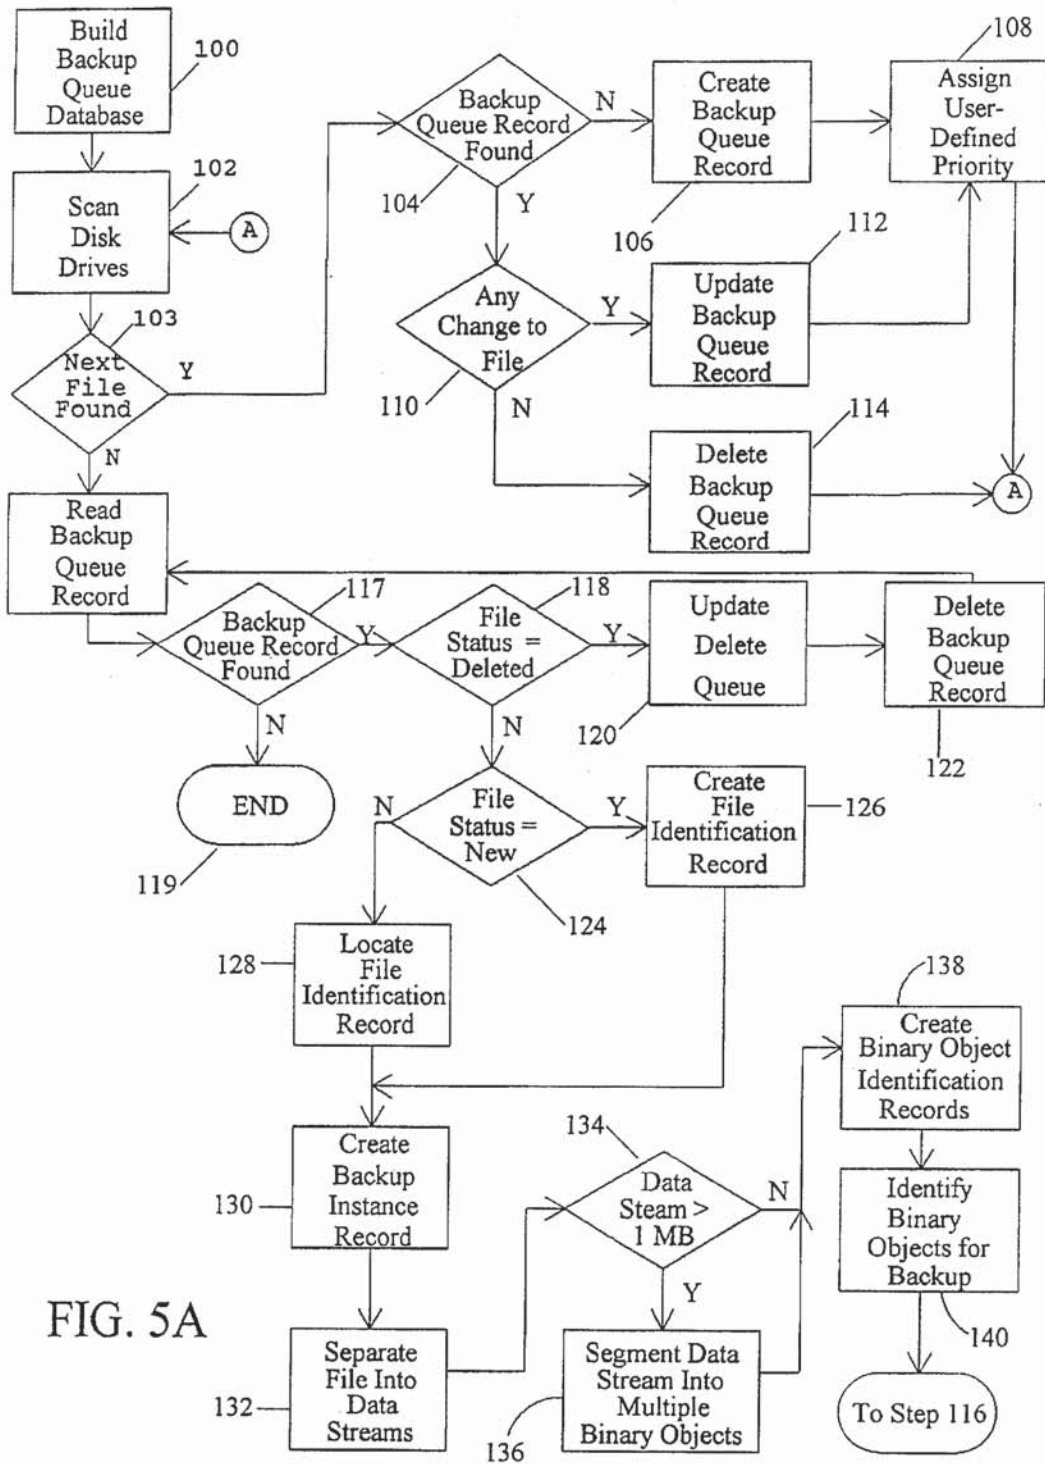 Build
Backup
Queue
Database
100
102
Scan
Disk
Drives
A
103
Next
File
Found
Y
N
Backup
Queue Record
Found
104
N
Y
Create
Backup
Queue
Record
106
108
Assign
User-
Defined
Priority
Any
Change to
File
110
Y
N
112
Update
Backup
Queue
Record
114
Delete
Backup
Queue
Record
A
Read
Backup
Queue
Record
117
Backup
Queue Record
Found
Y
N
END
119
118
File
Status =
Deleted
Y
N
Update
Delete
Queue
120
Delete
Backup
Queue
Record
122
File
Status =
New
124
N
Y
Create
File
Identification
Record
126
128
Locate
File
Identification
Record
130
Create
Backup
Instance
Record
132
Separate
File Into
Data
Streams
134
Data
Steam >
1 MB
N
Y
136
Segment Data
Stream Into
Multiple
Binary Objects
138
Create
Binary Object
Identification
Records
Identify
Binary
Objects for
Backup
140
To Step 116
FIG. 5A